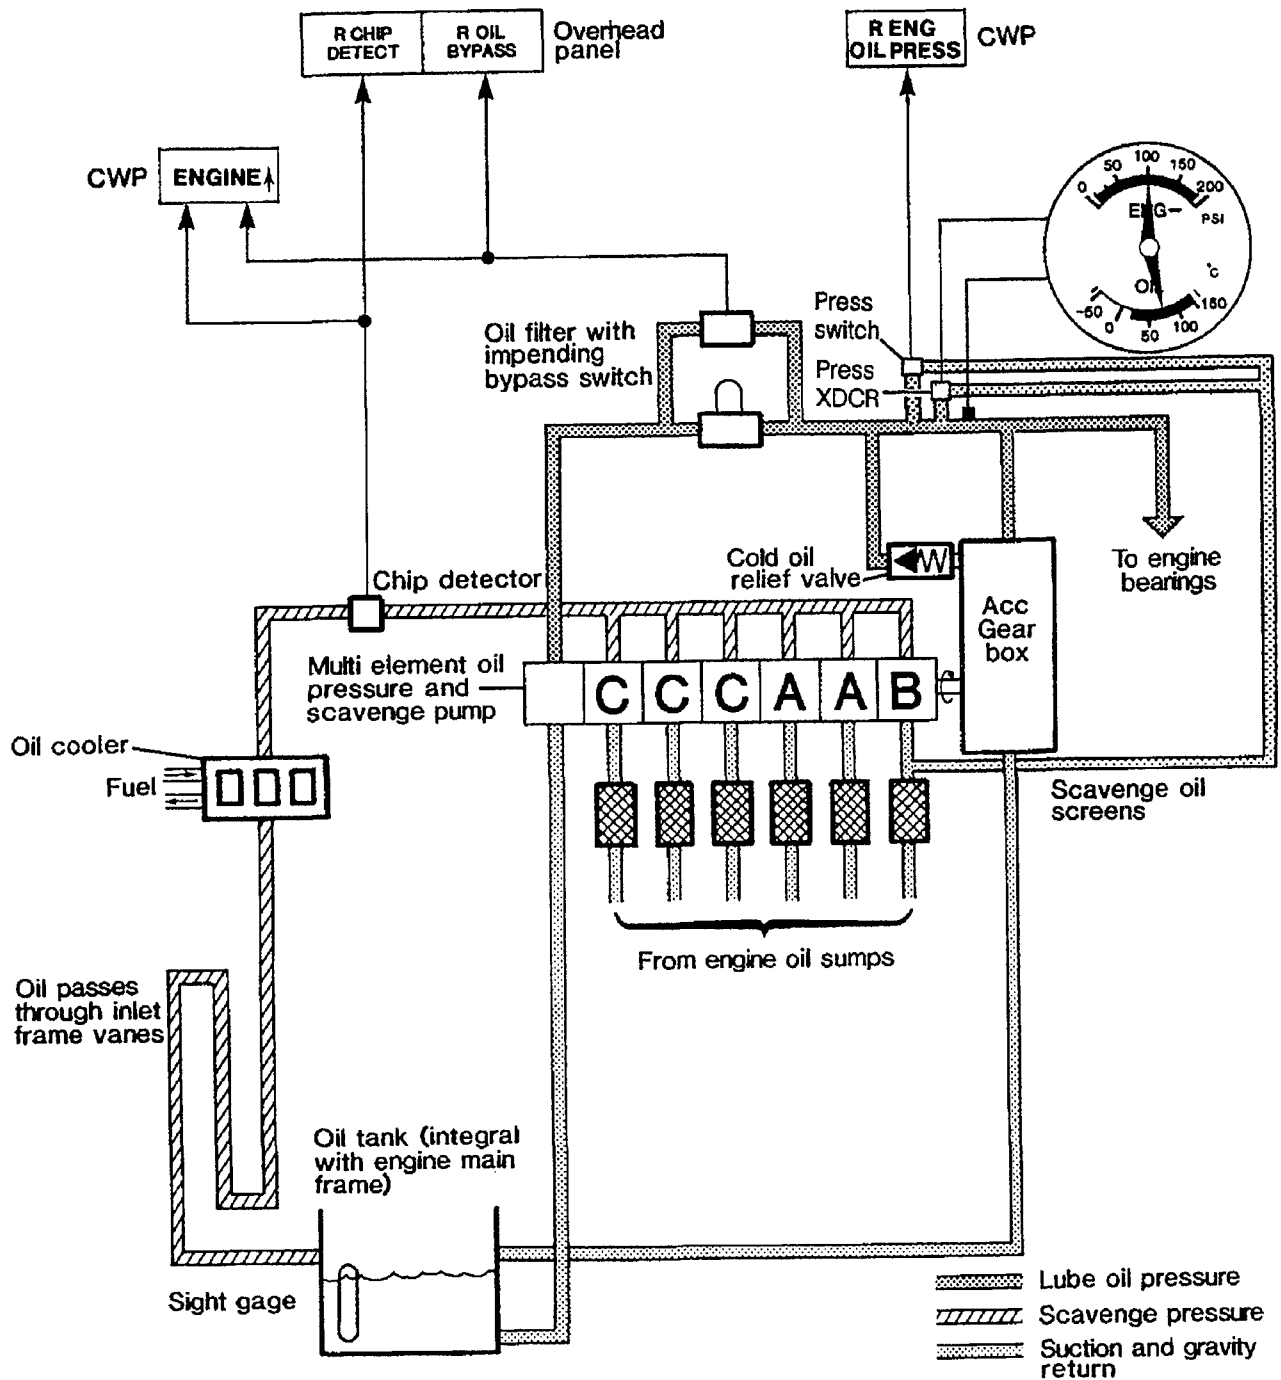 R CHIP
DETECT
R OIL
BYPASS
Overhead
panel
R ENG
OIL PRESS
CWP
CWP
ENGINE
0
50
100
150
200
ENG
PSI
°C
OIL
-50
0
50
100
150
Press
switch
Press
XDCR
Oil filter with
impending
bypass switch
Cold oil
relief valve
To engine
bearings
Chip detector
Acc
Gear
box
Multi element oil
pressure and
scavenge pump
C
C
C
A
A
B
Oil cooler
Fuel
Scavenge oil
screens
From engine oil sumps
Oil passes
through inlet
frame vanes
Oil tank (integral
with engine main
frame)
Sight gage
Lube oil pressure
Scavenge pressure
Suction and gravity
return